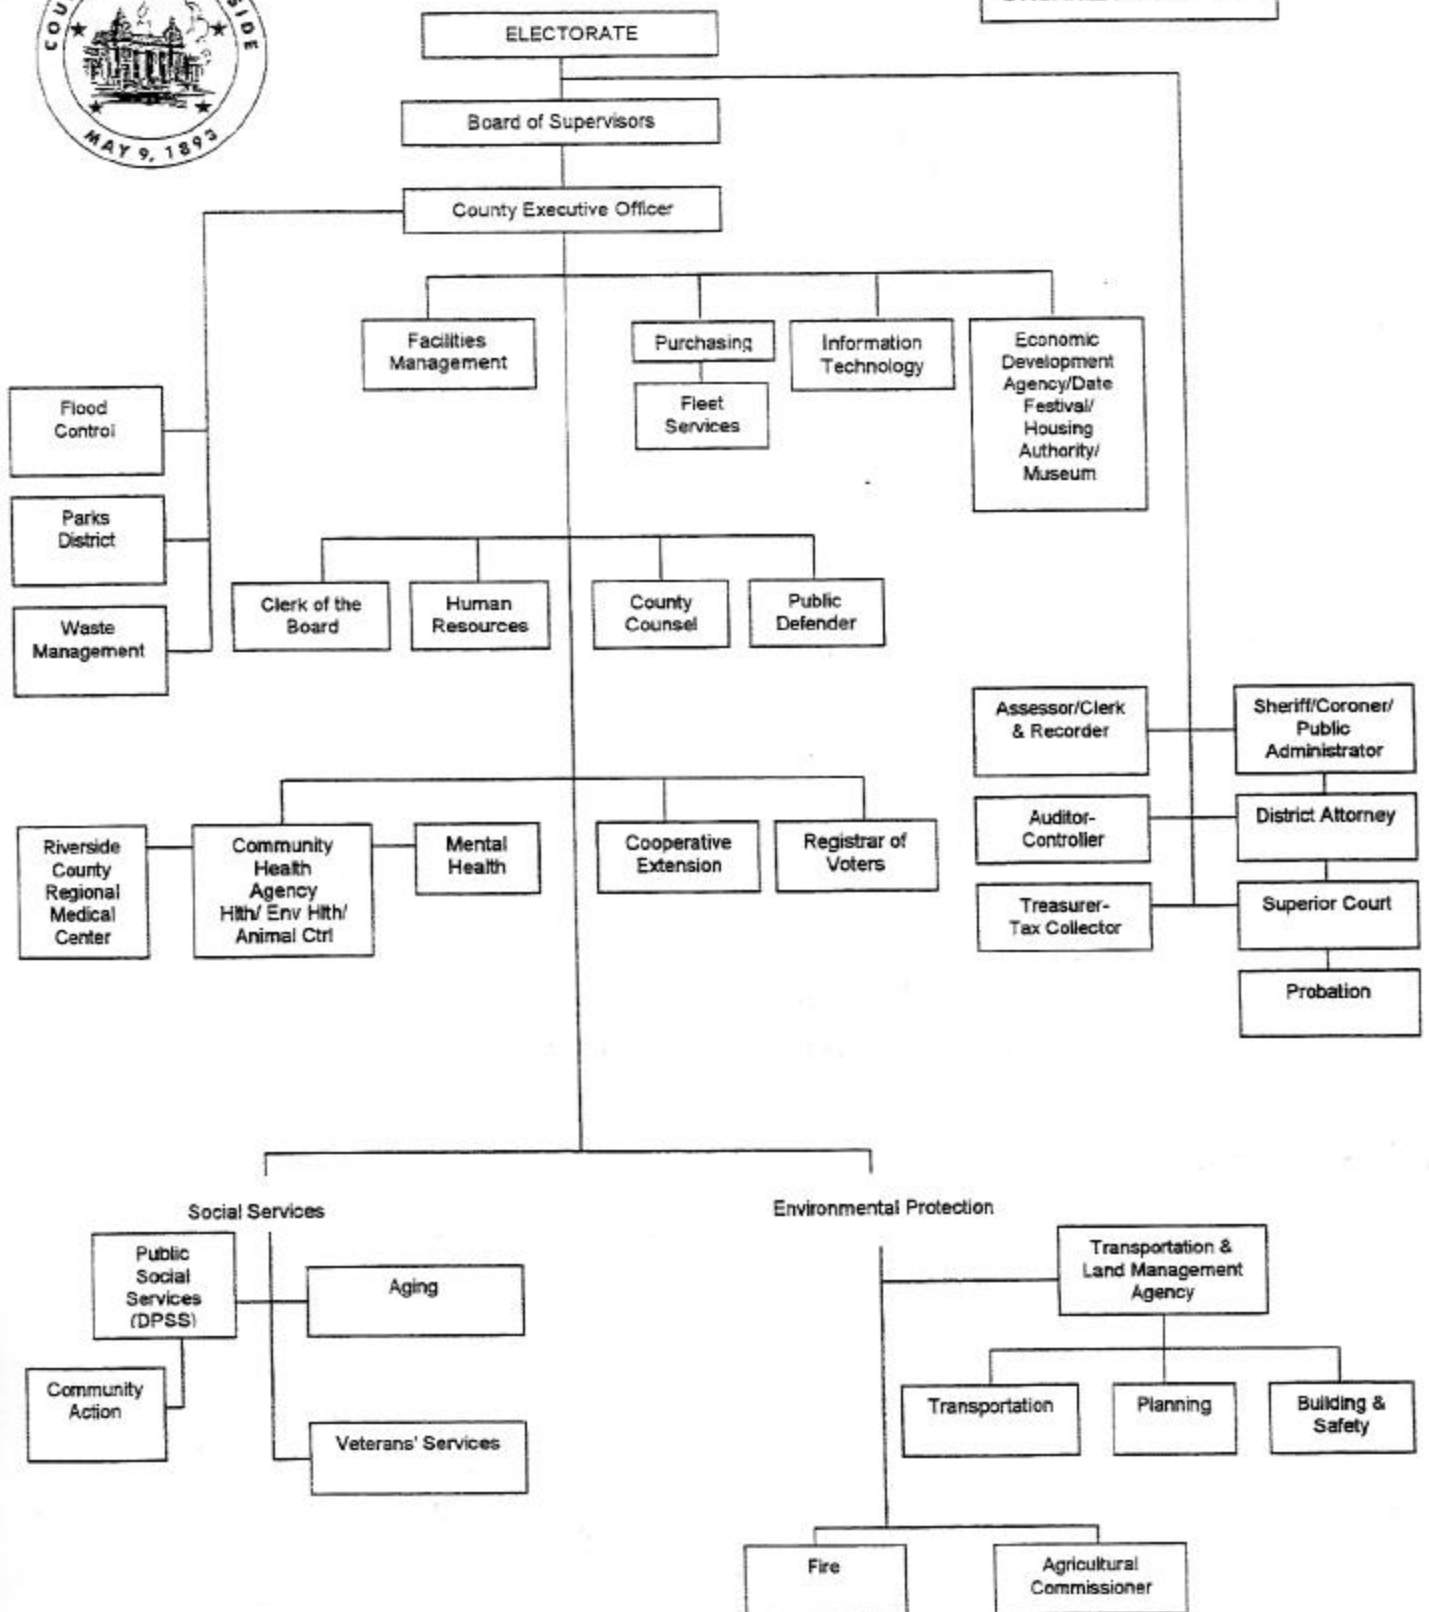 MAY 9, 1893
ELECTORATE
Board of Supervisors
County Executive Officer
Facilities
Management
Purchasing
Information
Technology
Economic
Development
Agency/Date
Festival/
Housing
Authority/
Museum
Fleet
Services
Flood
Control
Parks
District
Waste
Management
Clerk of the
Board
Human
Resources
County
Counsel
Public
Defender
Assessor/Clerk
& Recorder
Sheriff/Coroner/
Public
Administrator
Auditor-
Controller
District Attorney
Treasurer-
Tax Collector
Superior Court
Probation
Riverside
County
Regional
Medical
Center
Community
Health
Agency
Hlth/ Env Hlth/
Animal Ctrl
Mental
Health
Cooperative
Extension
Registrar of
Voters
Social Services
Public
Social
Services
(DPSS)
Aging
Community
Action
Veterans' Services
Environmental Protection
Transportation &
Land Management
Agency
Transportation
Planning
Building &
Safety
Fire
Agricultural
Commissioner